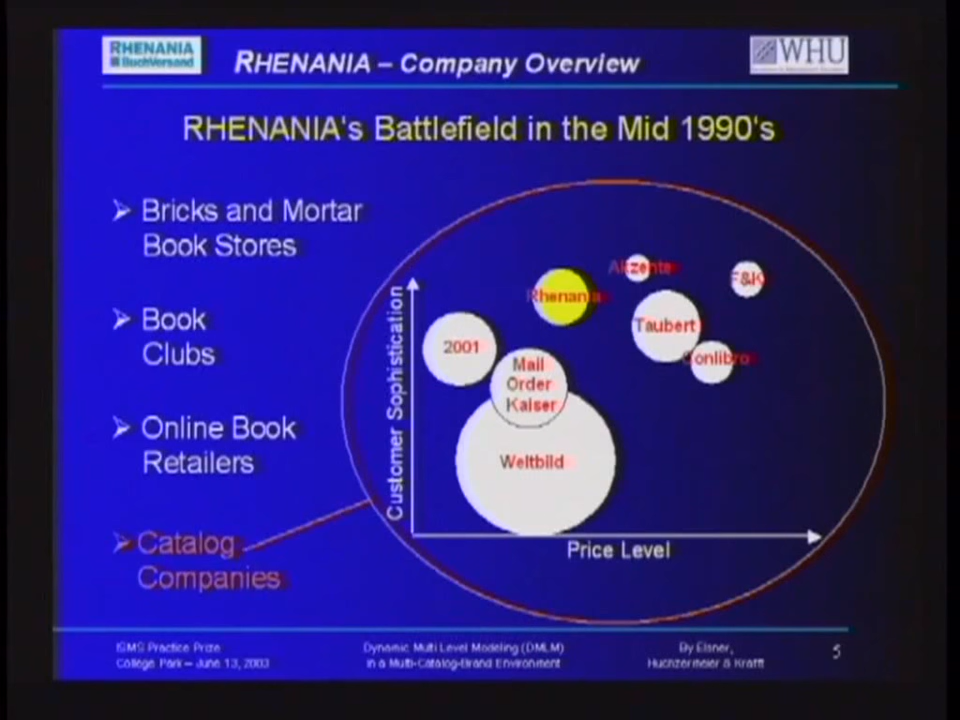 RHENANIA
BuchVersand
RHENANIA – Company Overview
WHU
RHENANIA's Battlefield in the Mid 1990's
➢ Bricks and Mortar
Book Stores
➢ Book
Clubs
➢ Online Book
Retailers
➢ Catalog
Companies
Customer Sophistication
Price Level
Akzente
F&K
Rhenania
Taubert
2001
Conlibro
Mail
Order
Kaiser
Weltbild
ISMS Practice Prize
College Park – June 13, 2003
Dynamic Multi Level Modeling (DMLM)
in a Multi-Catalog-Brand Environment
By Elsner,
Huchzermeier & Krafft
5